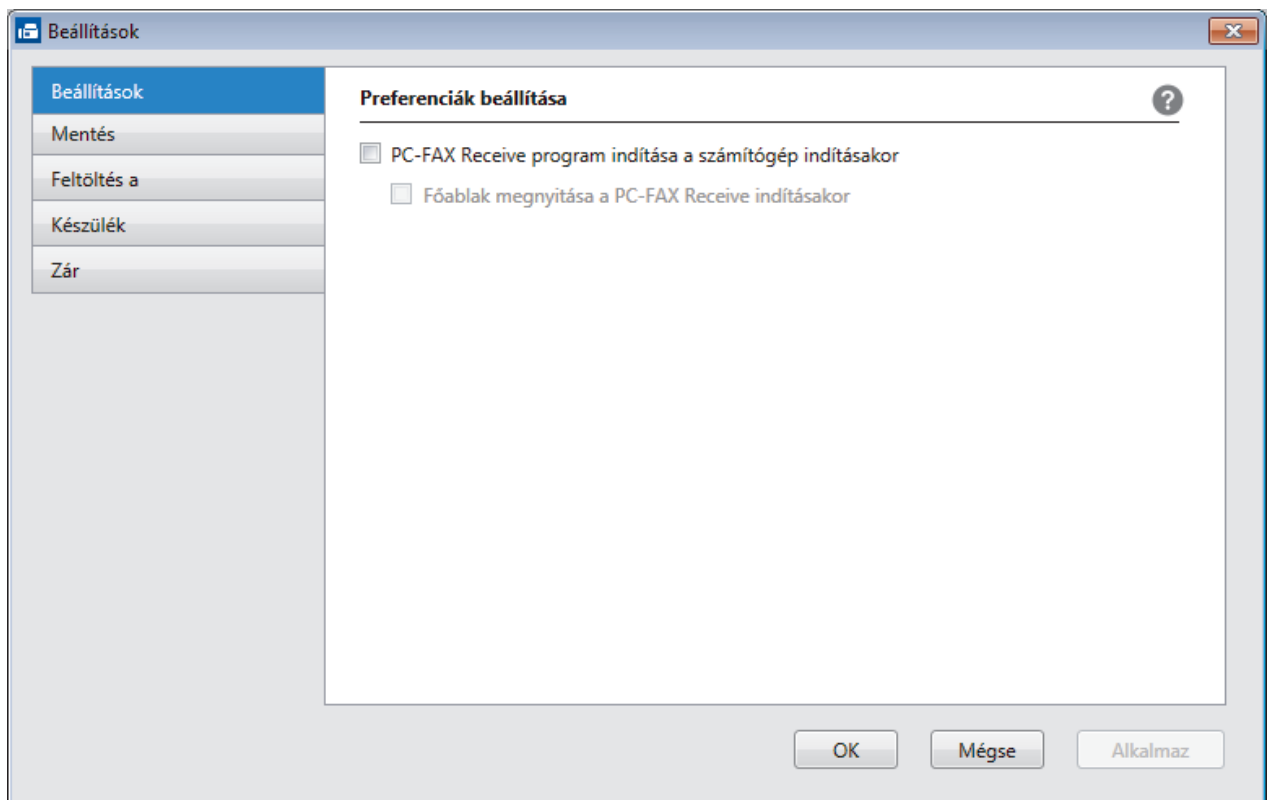 Beállítások
Beállítások
Mentés
Feltöltés a
Készülék
Zár
Preferenciák beállítása
?
PC-FAX Receive program indítása a számítógép indításakor
Főablak megnyitása a PC-FAX Receive indításakor
OK
Mégse
Alkalmaz